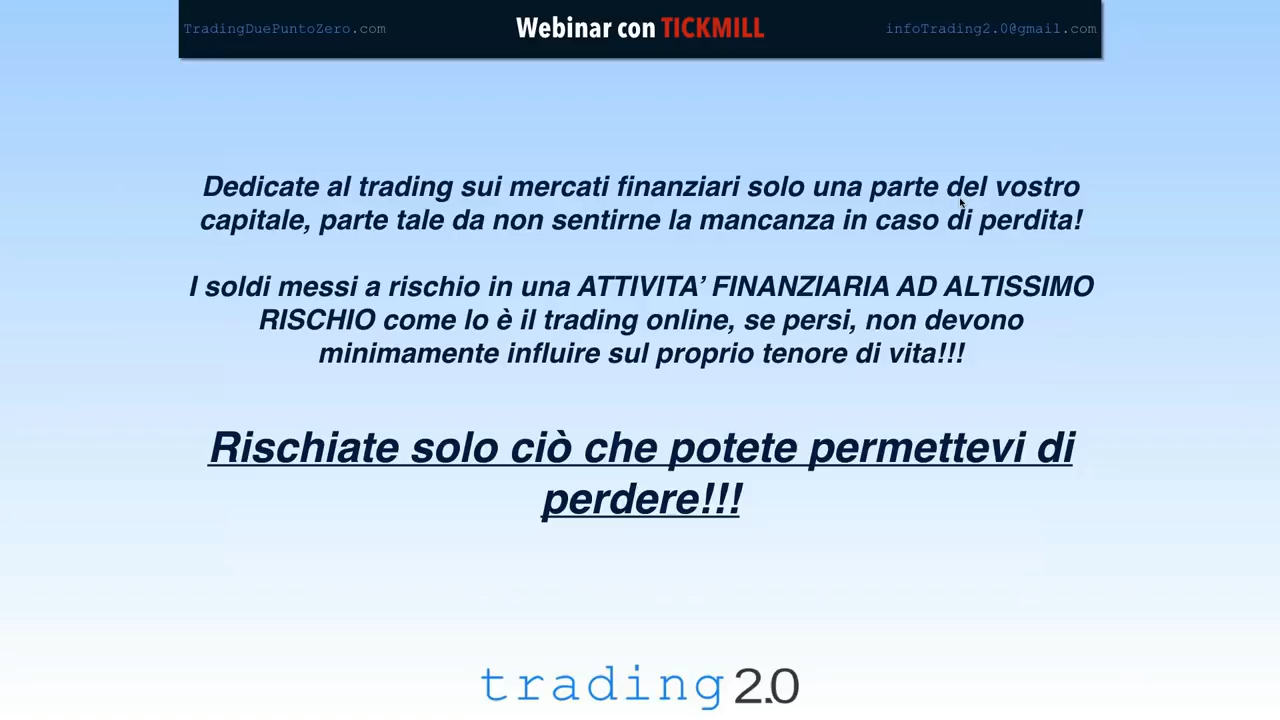 TradingDuePuntoZero.com
Webinar con TICKMILL
infoTrading2.0@gmail.com
Dedicate al trading sui mercati finanziari solo una parte del vostro
capitale, parte tale da non sentirne la mancanza in caso di perdita!
I soldi messi a rischio in una ATTIVITA’ FINANZIARIA AD ALTISSIMO
RISCHIO come lo è il trading online, se persi, non devono
minimamente influire sul proprio tenore di vita!!!
Rischiate solo ciò che potete permettevi di
perdere!!!
trading 2.0